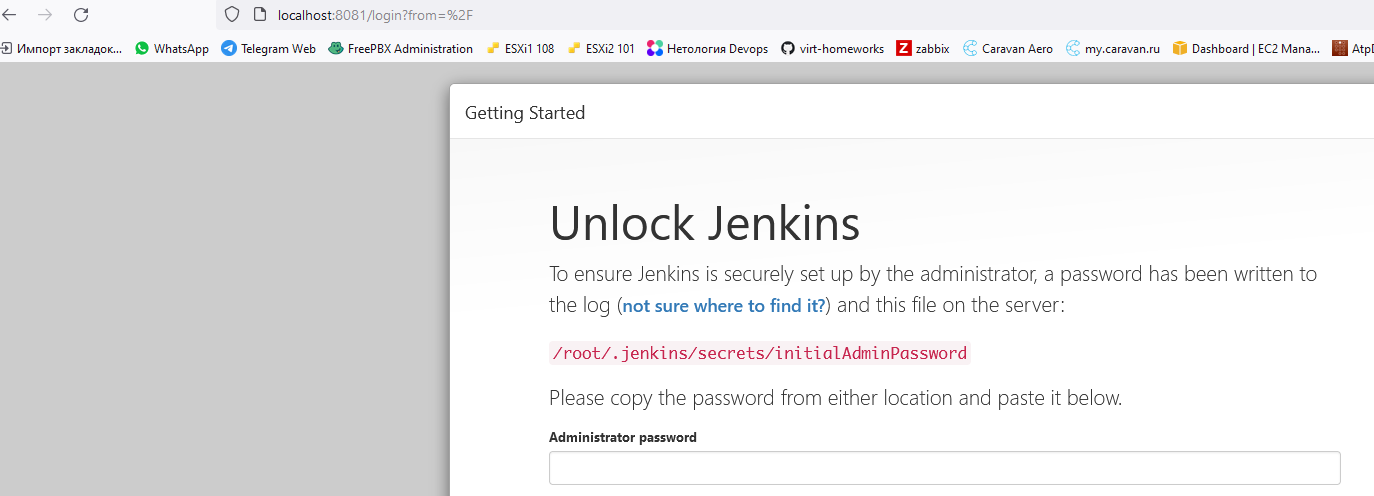 localhost:8081/login?from=%2F
Импорт закладок... WhatsApp Telegram Web FreePBX Administration ESXi1 108 ESXi2 101 Нетология Devops virt-homeworks Z zabbix Caravan Aero my.caravan.ru Dashboard | EC2 Mana... AtpD
Getting Started
Unlock Jenkins
To ensure Jenkins is securely set up by the administrator, a password has been written to
the log (not sure where to find it?) and this file on the server:
/root/.jenkins/secrets/initialAdminPassword
Please copy the password from either location and paste it below.
Administrator password